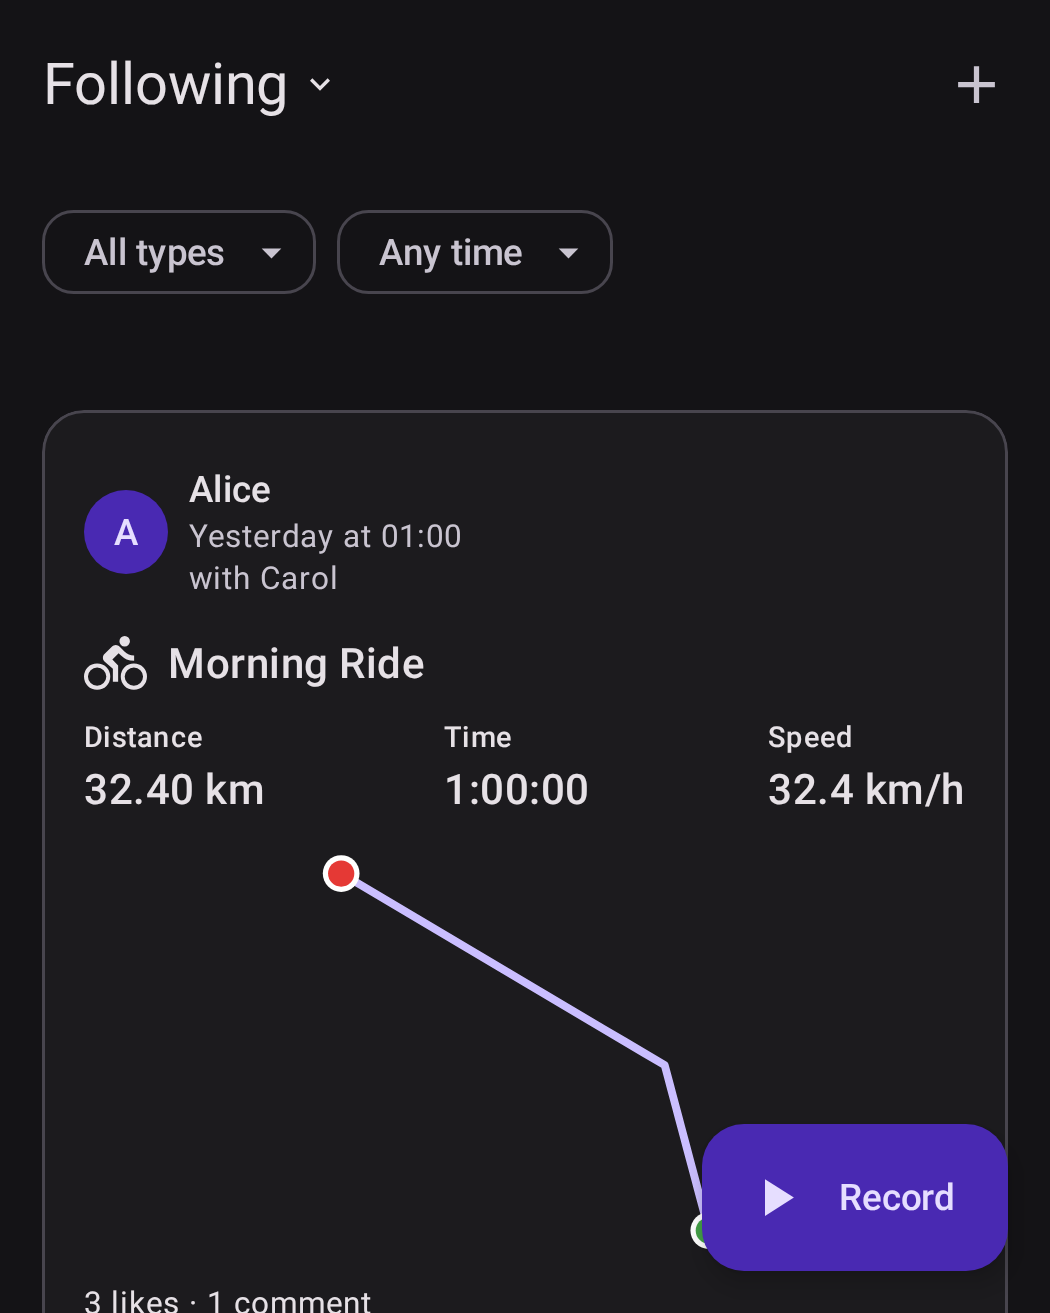 Following
All types
Any time
A
Alice
Yesterday at 01:00
with Carol
Morning Ride
Distance
Time
Speed
32.40 km
1:00:00
32.4 km/h
Record
3 likes · 1 comment